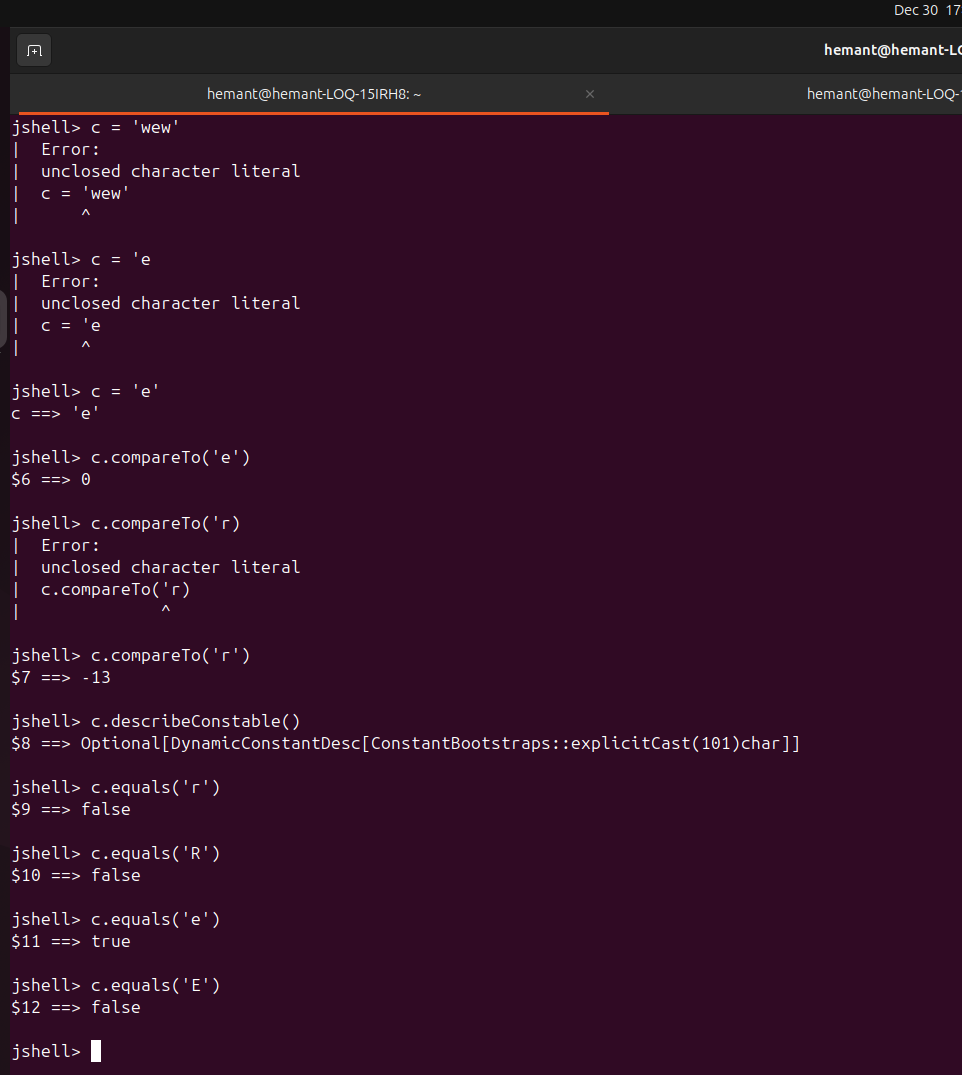 Dec 30 17
hemant@hemant-LO
hemant@hemant-LOQ-15IRH8: ~
hemant@hemant-LOQ-
jshell> c = 'wew'
|  Error:
|  unclosed character literal
|  c = 'wew'
|      ^
jshell> c = 'e
|  Error:
|  unclosed character literal
|  c = 'e
|      ^
jshell> c = 'e'
c ==> 'e'
jshell> c.compareTo('e')
$6 ==> 0
jshell> c.compareTo('r)
|  Error:
|  unclosed character literal
|  c.compareTo('r)
|              ^
jshell> c.compareTo('r')
$7 ==> -13
jshell> c.describeConstable()
$8 ==> Optional[DynamicConstantDesc[ConstantBootstraps::explicitCast(101)char]]
jshell> c.equals('r')
$9 ==> false
jshell> c.equals('R')
$10 ==> false
jshell> c.equals('e')
$11 ==> true
jshell> c.equals('E')
$12 ==> false
jshell>